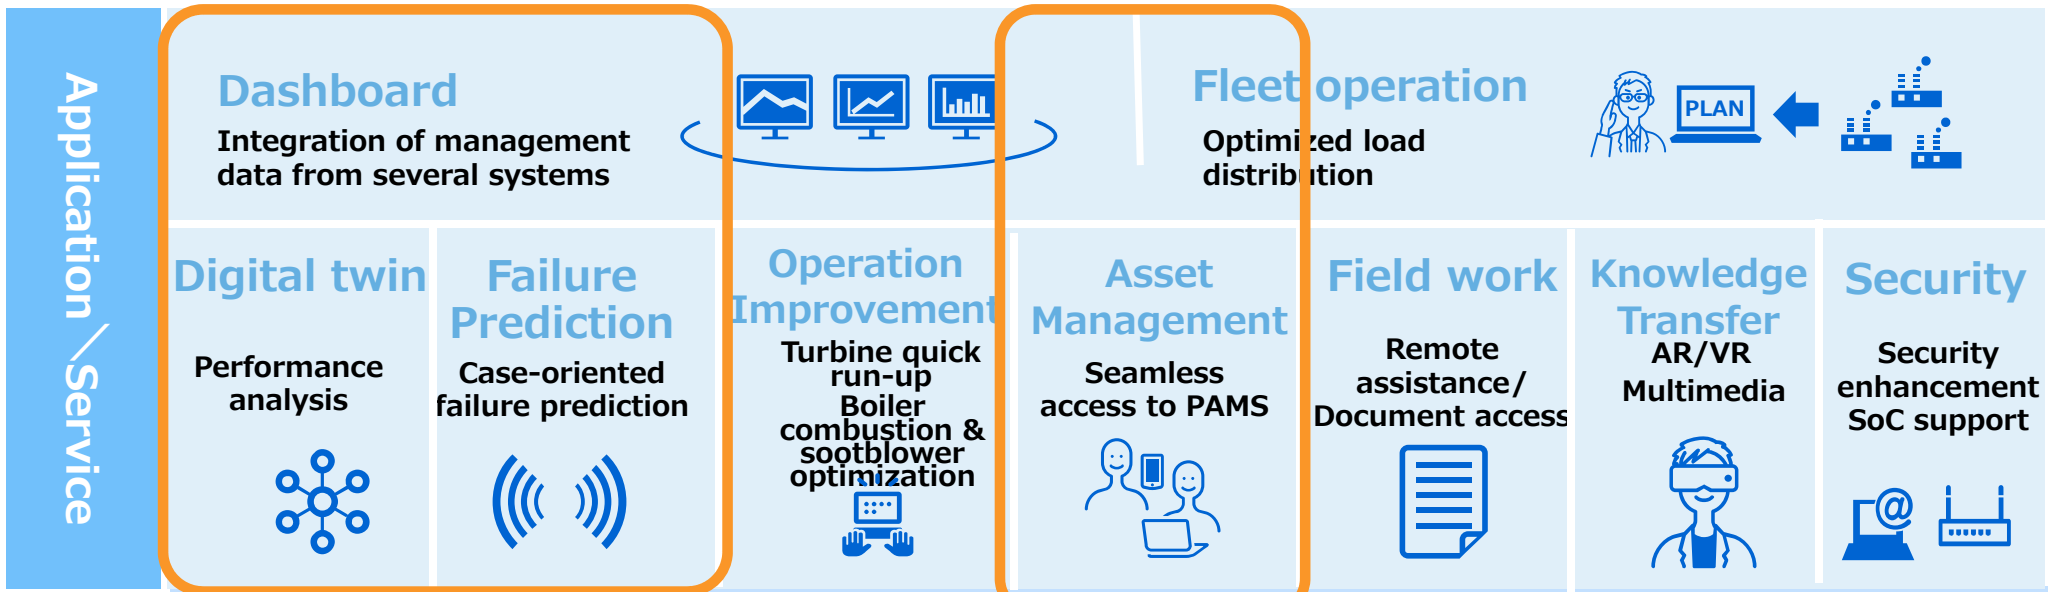 Application／Service
Dashboard
Integration of management
data from several systems
Fleet operation
Optimized load
distribution
PLAN
Digital twin
Performance
analysis
Failure
Prediction
Case-oriented
failure prediction
Operation
Improvement
Turbine quick
run-up
Boiler
combustion &
sootblower
optimization
Asset
Management
Seamless
access to PAMS
Field work
Remote
assistance/
Document access
Knowledge
Transfer
AR/VR
Multimedia
Security
Security
enhancement
SoC support
@